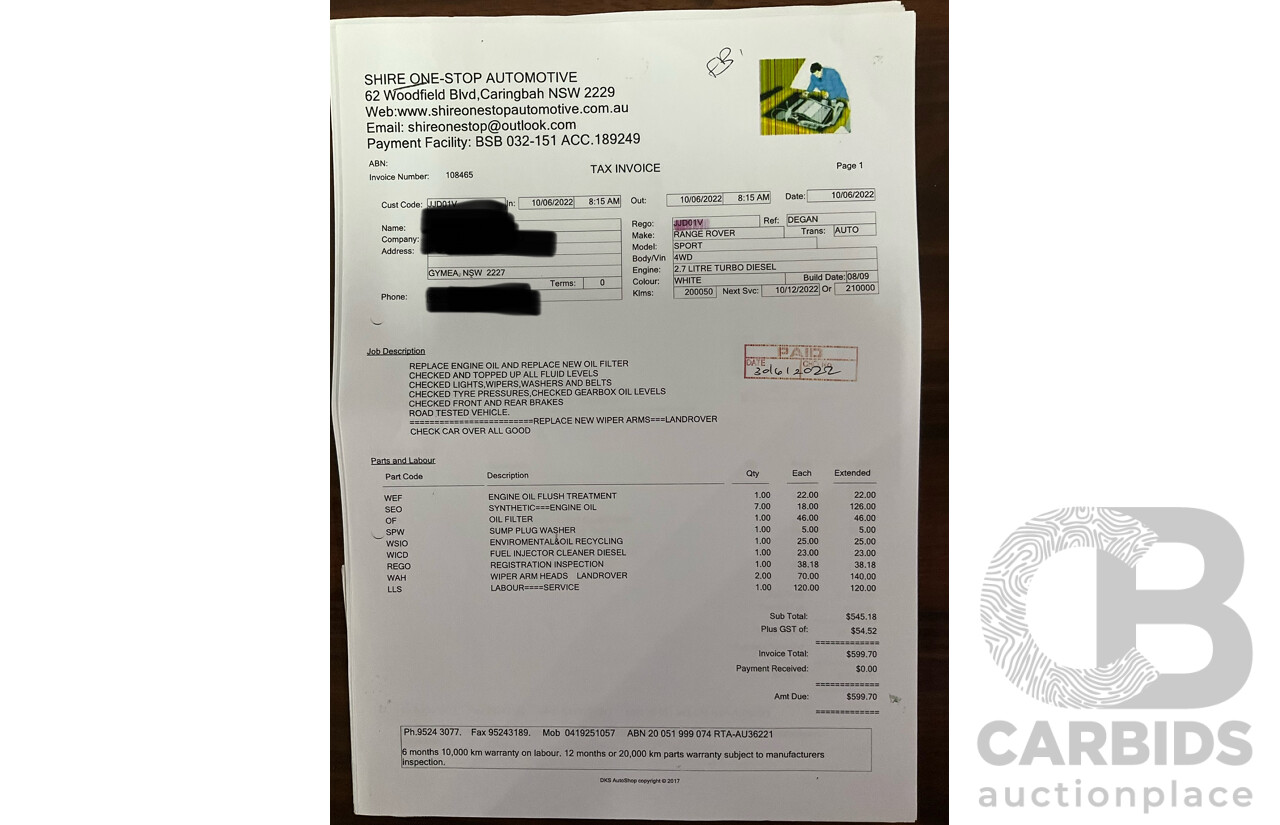 SHIRE ONE-STOP AUTOMOTIVE
62 Woodfield Blvd,Caringbah NSW 2229
Web:www.shireonestopautomotive.com.au
Email: shireonestop@outlook.com
Payment Facility: BSB 032-151 ACC.189249
ABN:
Invoice Number: 108465
TAX INVOICE
Page 1
Cust Code: JJD01V In: 10/06/2022 8:15 AM Out: 10/06/2022 8:15 AM Date: 10/06/2022
Name:
Company:
Address:
GYMEA, NSW 2227
Terms: 0
Phone:
Rego: JJD01V Ref: DEGAN
Make: RANGE ROVER Trans: AUTO
Model: SPORT
Body/Vin 4WD
Engine: 2.7 LITRE TURBO DIESEL
Colour: WHITE Build Date: 08/09
Klms: 200050 Next Svc: 10/12/2022 Or 210000
PAID
DATE
30/6/2022
Job Description
REPLACE ENGINE OIL AND REPLACE NEW OIL FILTER
CHECKED AND TOPPED UP ALL FLUID LEVELS
CHECKED LIGHTS,WIPERS,WASHERS AND BELTS
CHECKED TYRE PRESSURES,CHECKED GEARBOX OIL LEVELS
CHECKED FRONT AND REAR BRAKES
ROAD TESTED VEHICLE.
=========================REPLACE NEW WIPER ARMS===LANDROVER
CHECK CAR OVER ALL GOOD
Parts and Labour
Part Code Description Qty Each Extended
WEF ENGINE OIL FLUSH TREATMENT 1.00 22.00 22.00
SEO SYNTHETIC===ENGINE OIL 7.00 18.00 126.00
OF OIL FILTER 1.00 46.00 46.00
SPW SUMP PLUG WASHER 1.00 5.00 5.00
WSIO ENVIROMENTAL&OIL RECYCLING 1.00 25.00 25.00
WICD FUEL INJECTOR CLEANER DIESEL 1.00 23.00 23.00
REGO REGISTRATION INSPECTION 1.00 38.18 38.18
WAH WIPER ARM HEADS LANDROVER 2.00 70.00 140.00
LLS LABOUR====SERVICE 1.00 120.00 120.00
Sub Total: $545.18
Plus GST of: $54.52
=============
Invoice Total: $599.70
Payment Received: $0.00
=============
Amt Due: $599.70
=============
Ph.9524 3077. Fax 95243189. Mob 0419251057 ABN 20 051 999 074 RTA-AU36221
6 months 10,000 km warranty on labour. 12 months or 20,000 km parts warranty subject to manufacturers
inspection.
DKS AutoShop copyright © 2017
CB
CARBIDS
auctionplace